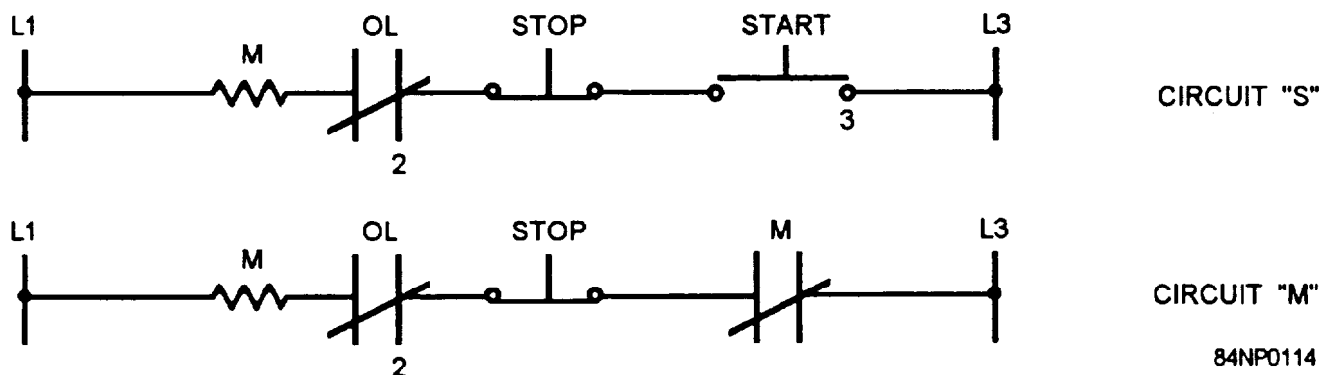 L1 OL STOP START L3
M
CIRCUIT "S"
3
2
L1 OL STOP M L3
M
CIRCUIT "M"
2
84NP0114